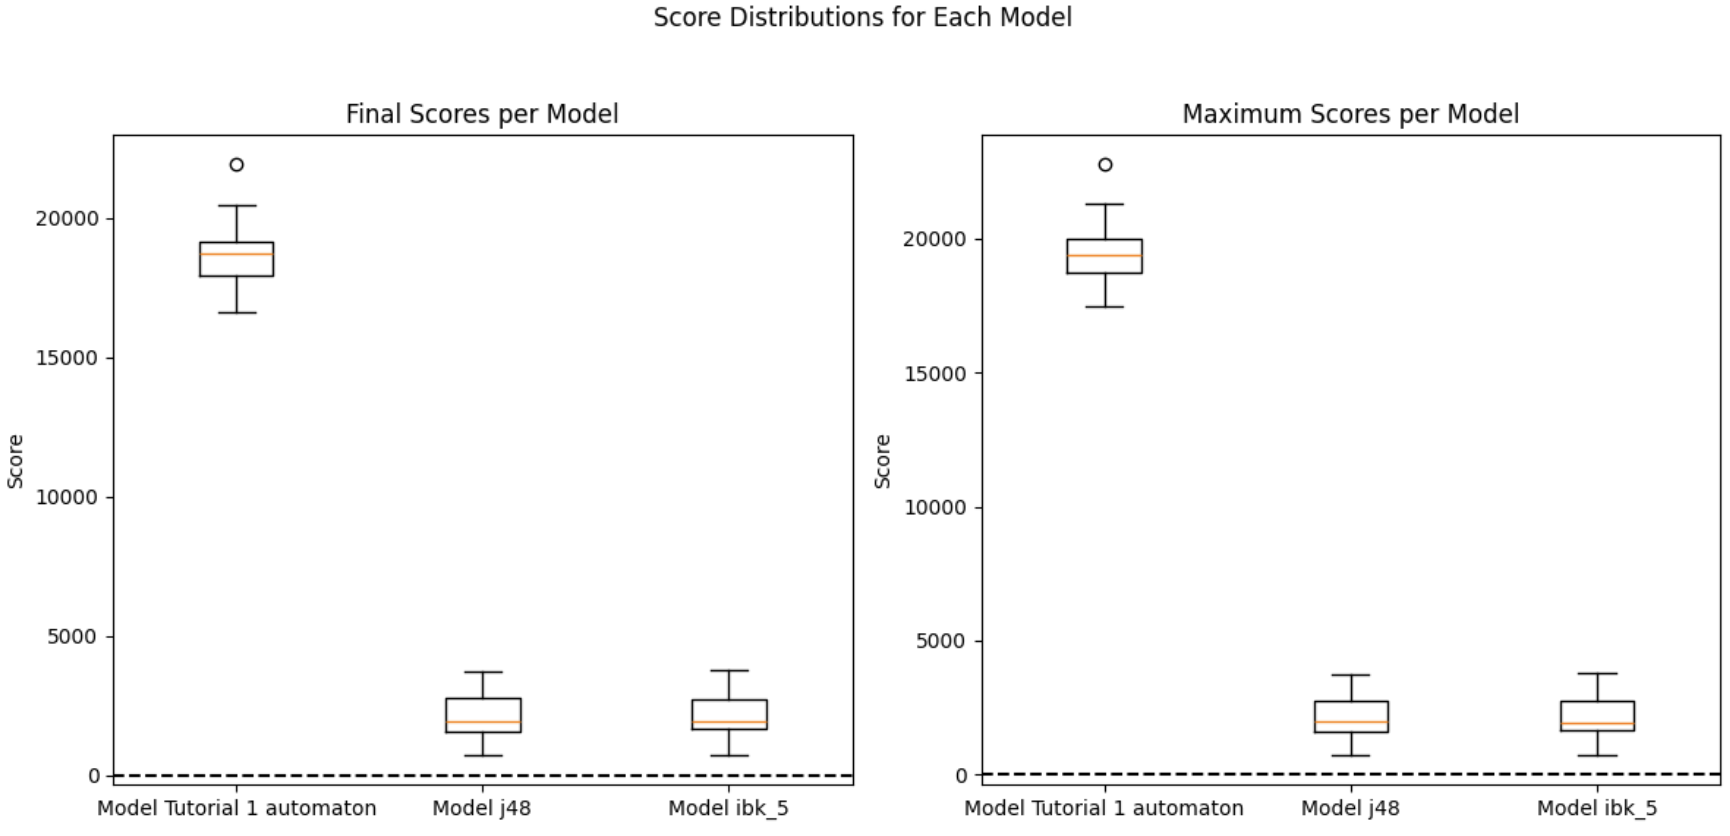 Score Distributions for Each Model
Final Scores per Model
Score
20000
15000
10000
5000
0
Model Tutorial 1 automaton
Model j48
Model ibk_5
Maximum Scores per Model
Score
20000
15000
10000
5000
0
Model Tutorial 1 automaton
Model j48
Model ibk_5